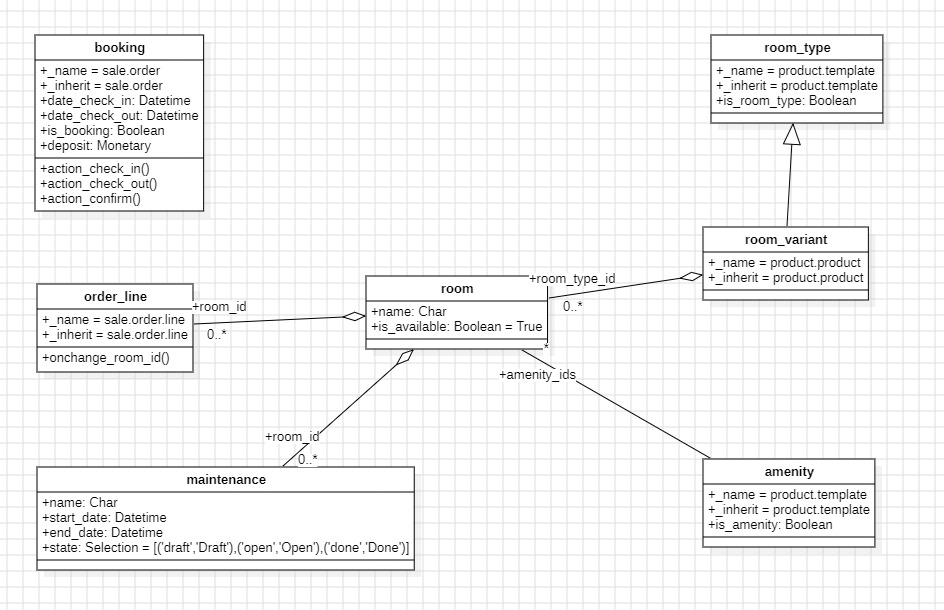 booking
+_name = sale.order
+_inherit = sale.order
+date_check_in: Datetime
+date_check_out: Datetime
+is_booking: Boolean
+deposit: Monetary
+action_check_in()
+action_check_out()
+action_confirm()
room_type
+_name = product.template
+_inherit = product.template
+is_room_type: Boolean
room_variant
+_name = product.product
+_inherit = product.product
order_line
+_name = sale.order.line
+_inherit = sale.order.line
+onchange_room_id()
+room_id
0..*
room
+name: Char
+is_available: Boolean = True
+room_type_id
0..*
*
+amenity_ids
+room_id
0..*
maintenance
+name: Char
+start_date: Datetime
+end_date: Datetime
+state: Selection = [('draft','Draft'),('open','Open'),('done','Done')]
amenity
+_name = product.template
+_inherit = product.template
+is_amenity: Boolean